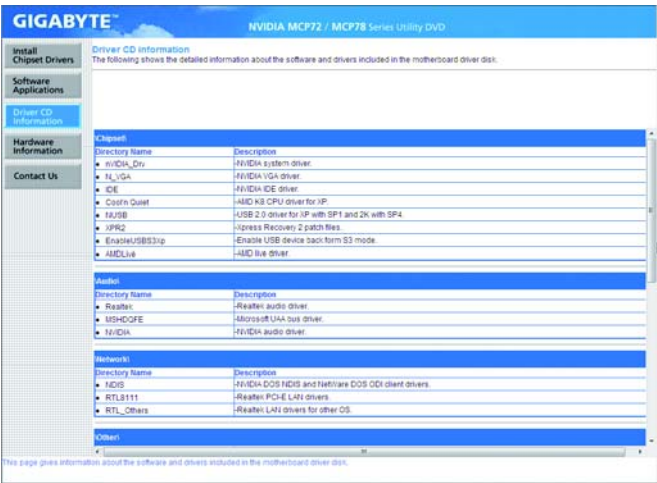 GIGABYTE™
NVIDIA MCP72 / MCP78 Series Utility DVD
Install
Chipset Drivers
Software
Applications
Driver CD
Information
Hardware
Information
Contact Us
Driver CD Information
The following shows the detailed information about the software and drivers included in the motherboard driver disk.
\Chipset\
Directory Name Description
• nVIDIA_Drv -NVIDIA system driver.
• N_VGA -NVIDIA VGA driver.
• IDE -NVIDIA IDE driver.
• Cool'n Quiet -AMD K8 CPU driver for XP.
• NUSB -USB 2.0 driver for XP with SP1 and 2K with SP4.
• XPR2 -Xpress Recovery 2 patch files.
• EnableUSBS3Xp -Enable USB device back form S3 mode.
• AMDLive -AMD live driver.
\Audio\
Directory Name Description
• Realtek -Realtek audio driver.
• MSHDQFE -Microsoft UAA bus driver.
• NVIDIA -NVIDIA audio driver.
\Network\
Directory Name Description
• NDIS -NVIDIA DOS NDIS and NetWare DOS ODI client drivers.
• RTL8111 -Realtek PCI-E LAN drivers.
• RTL_Others -Realtek LAN drivers for other OS.
\Other\
This page gives information about the software and drivers included in the motherboard driver disk.